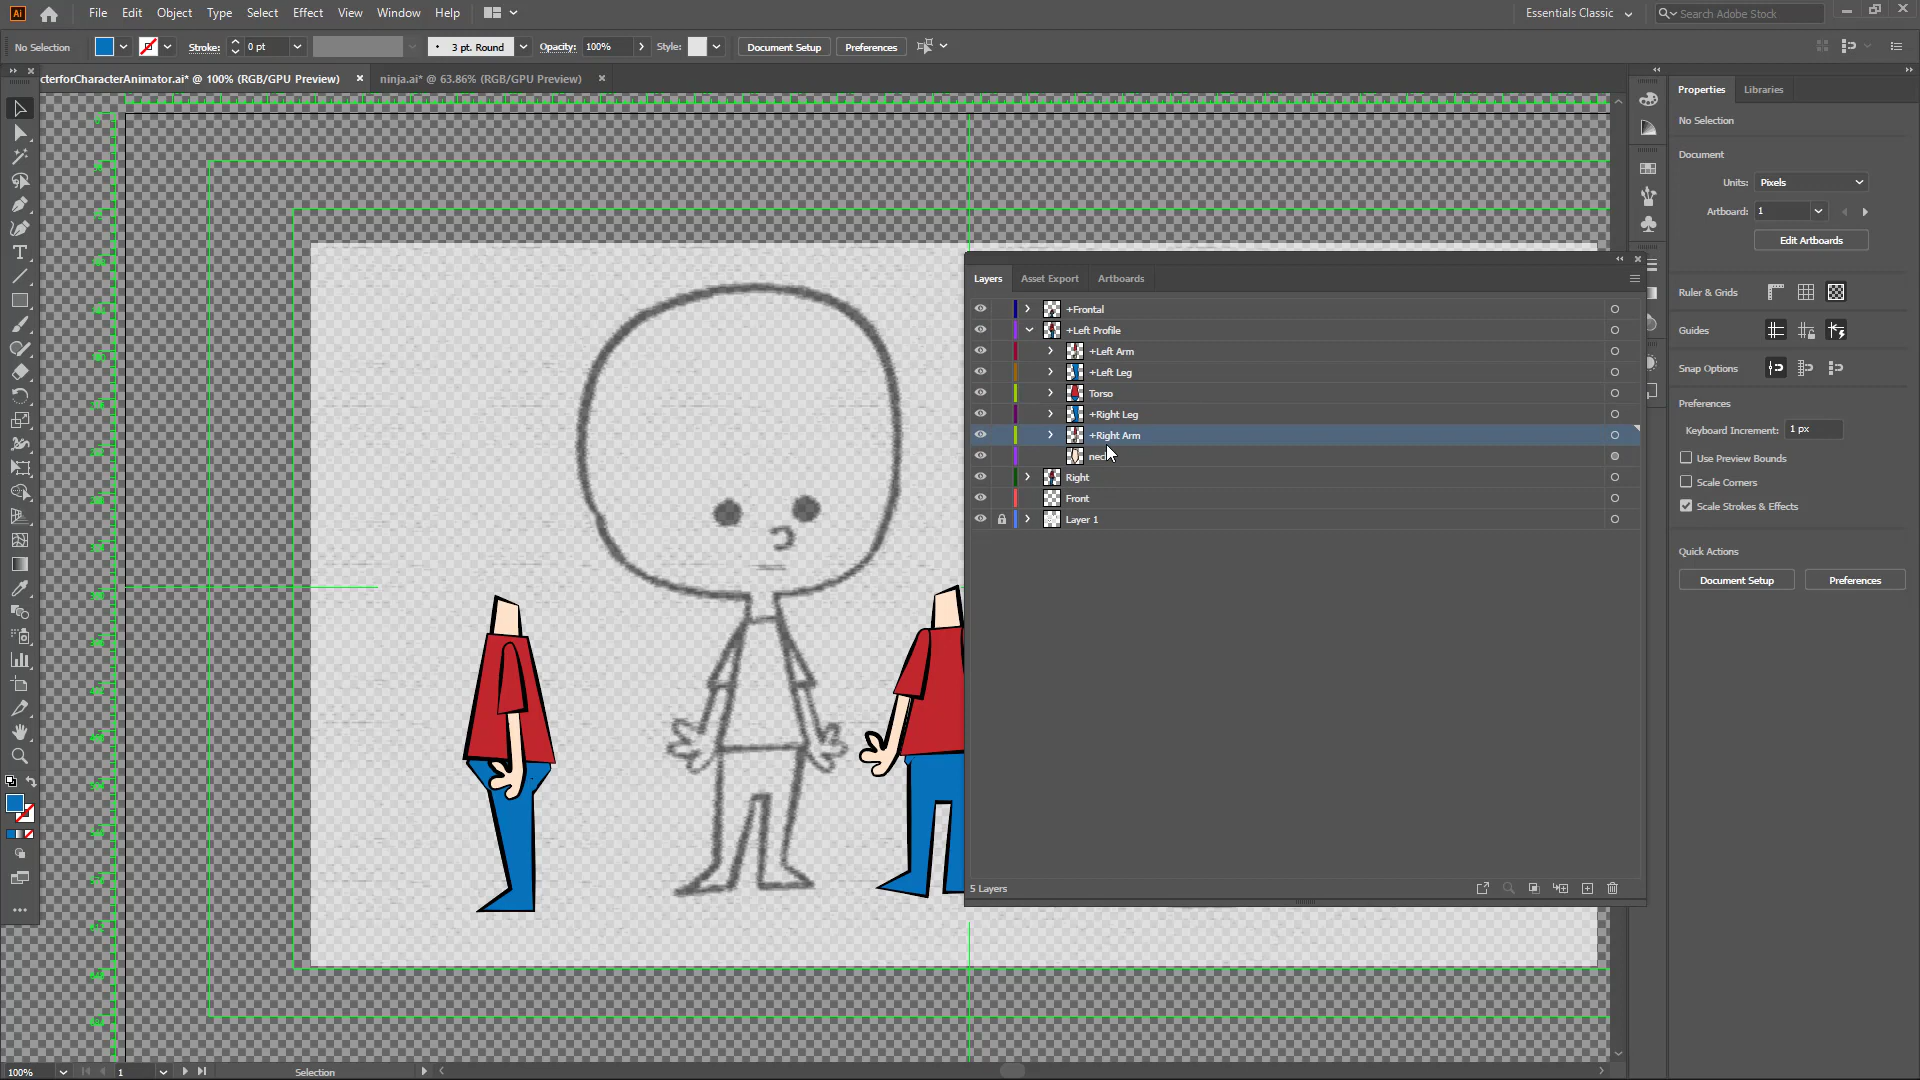 Ai File Edit Object Type Select Effect View Window Help Essentials Classic Search Adobe Stock
No Selection Stroke: 0 pt 3 pt. Round Opacity: 100% Style: Document Setup Preferences
cterforCharacterAnimator.ai* @ 100% (RGB/GPU Preview) × ninja.ai* @ 63.86% (RGB/GPU Preview) ×
Properties Libraries
No Selection
Document
Units: Pixels
Artboard: 1
Edit Artboards
Ruler & Grids
Guides
Snap Options
Preferences
Keyboard Increment: 1 px
Use Preview Bounds
Scale Corners
Scale Strokes & Effects
Quick Actions
Document Setup Preferences
Layers Asset Export Artboards
+Frontal
+Left Profile
+Left Arm
+Left Leg
Torso
+Right Leg
+Right Arm
Right
Front
Layer 1
5 Layers
100% 1 Selection